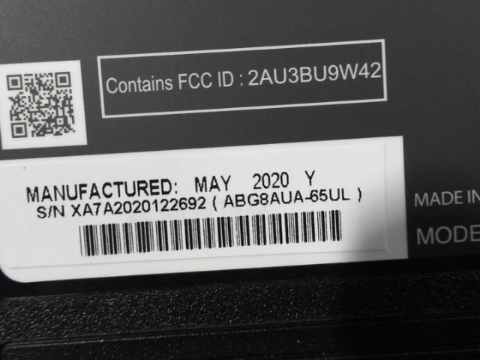 Contains FCC ID : 2AU3BU9W42
MANUFACTURED: MAY 2020 Y
S/N XA7A2020122692 ( ABG8AUA-65UL )
MADE IN
MODE